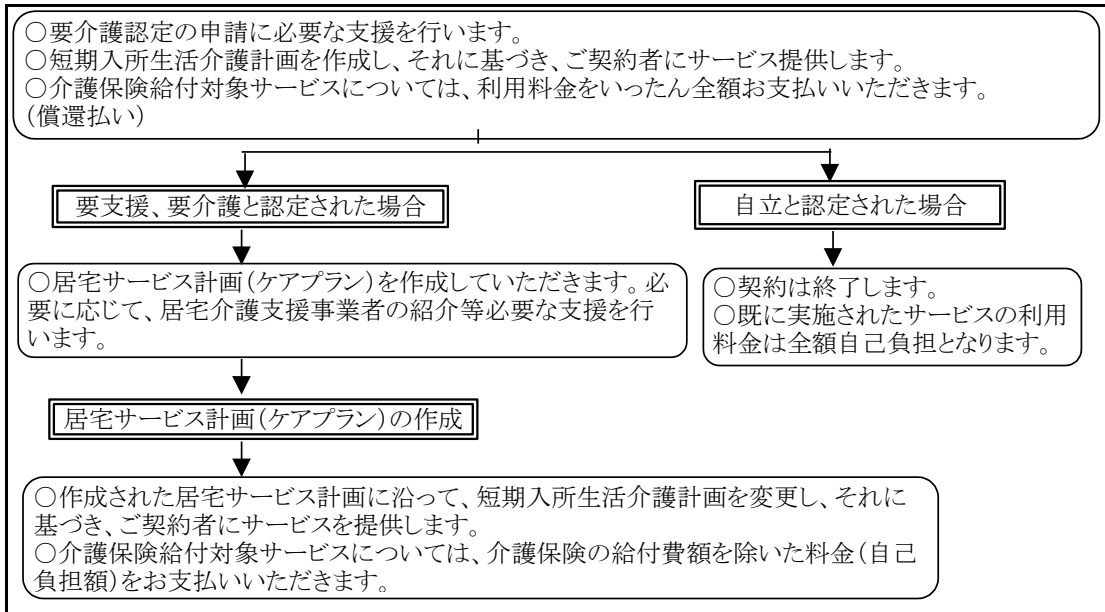 ○要介護認定の申請に必要な支援を行います。
○短期入所生活介護計画を作成し、それに基づき、ご契約者にサービス提供します。
○介護保険給付対象サービスについては、利用料金をいったん全額お支払いいただきます。
(償還払い)
要支援、要介護と認定された場合
自立と認定された場合
○居宅サービス計画(ケアプラン)を作成していただきます。必
要に応じて、居宅介護支援事業者の紹介等必要な支援を行
います。
○契約は終了します。
○既に実施されたサービスの利用
料金は全額自己負担となります。
居宅サービス計画(ケアプラン)の作成
○作成された居宅サービス計画に沿って、短期入所生活介護計画を変更し、それに
基づき、ご契約者にサービスを提供します。
○介護保険給付対象サービスについては、介護保険の給付費額を除いた料金(自己
負担額)をお支払いいただきます。